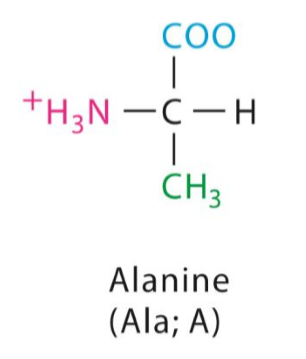 COO
⁺H₃N — C — H
CH₃
Alanine
(Ala; A)